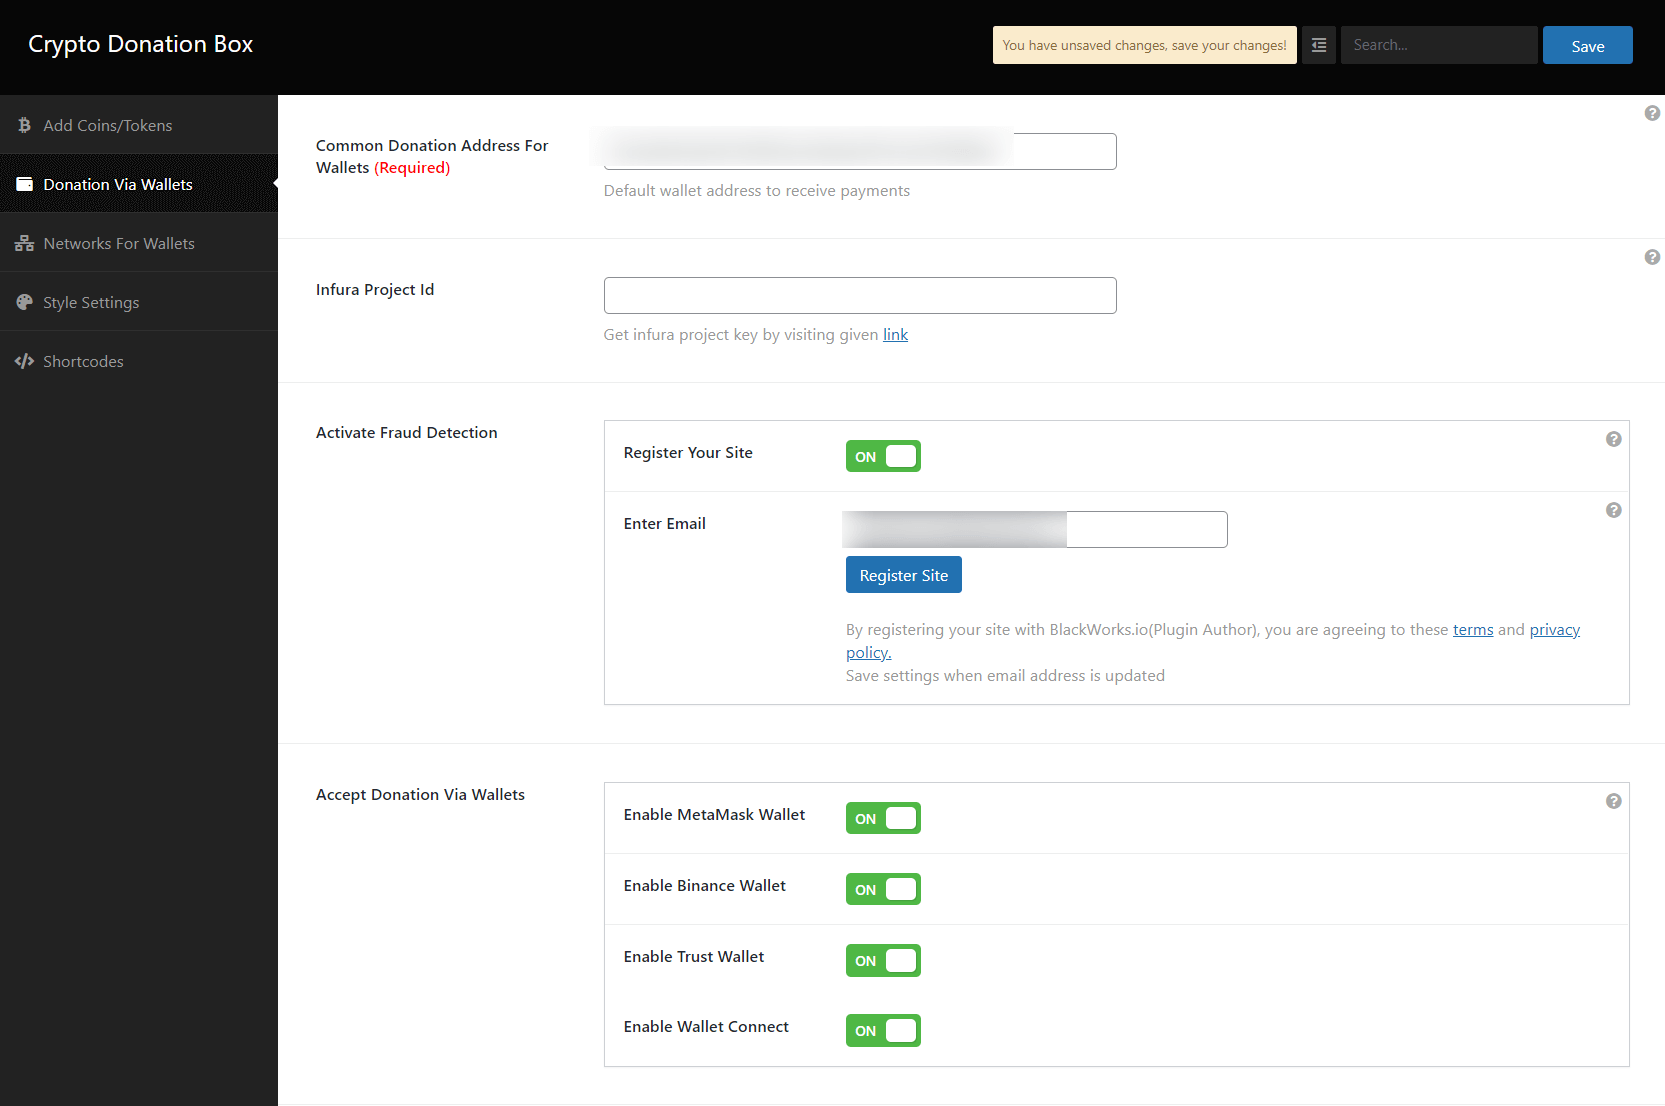 Crypto Donation Box
You have unsaved changes, save your changes!
Search...
Save
Add Coins/Tokens
Donation Via Wallets
Networks For Wallets
Style Settings
Shortcodes
Common Donation Address For
Wallets (Required)
Default wallet address to receive payments
Infura Project Id
Get infura project key by visiting given link
Activate Fraud Detection
Register Your Site
ON
Enter Email
Register Site
By registering your site with BlackWorks.io(Plugin Author), you are agreeing to these terms and privacy
policy.
Save settings when email address is updated
Accept Donation Via Wallets
Enable MetaMask Wallet
ON
Enable Binance Wallet
ON
Enable Trust Wallet
ON
Enable Wallet Connect
ON